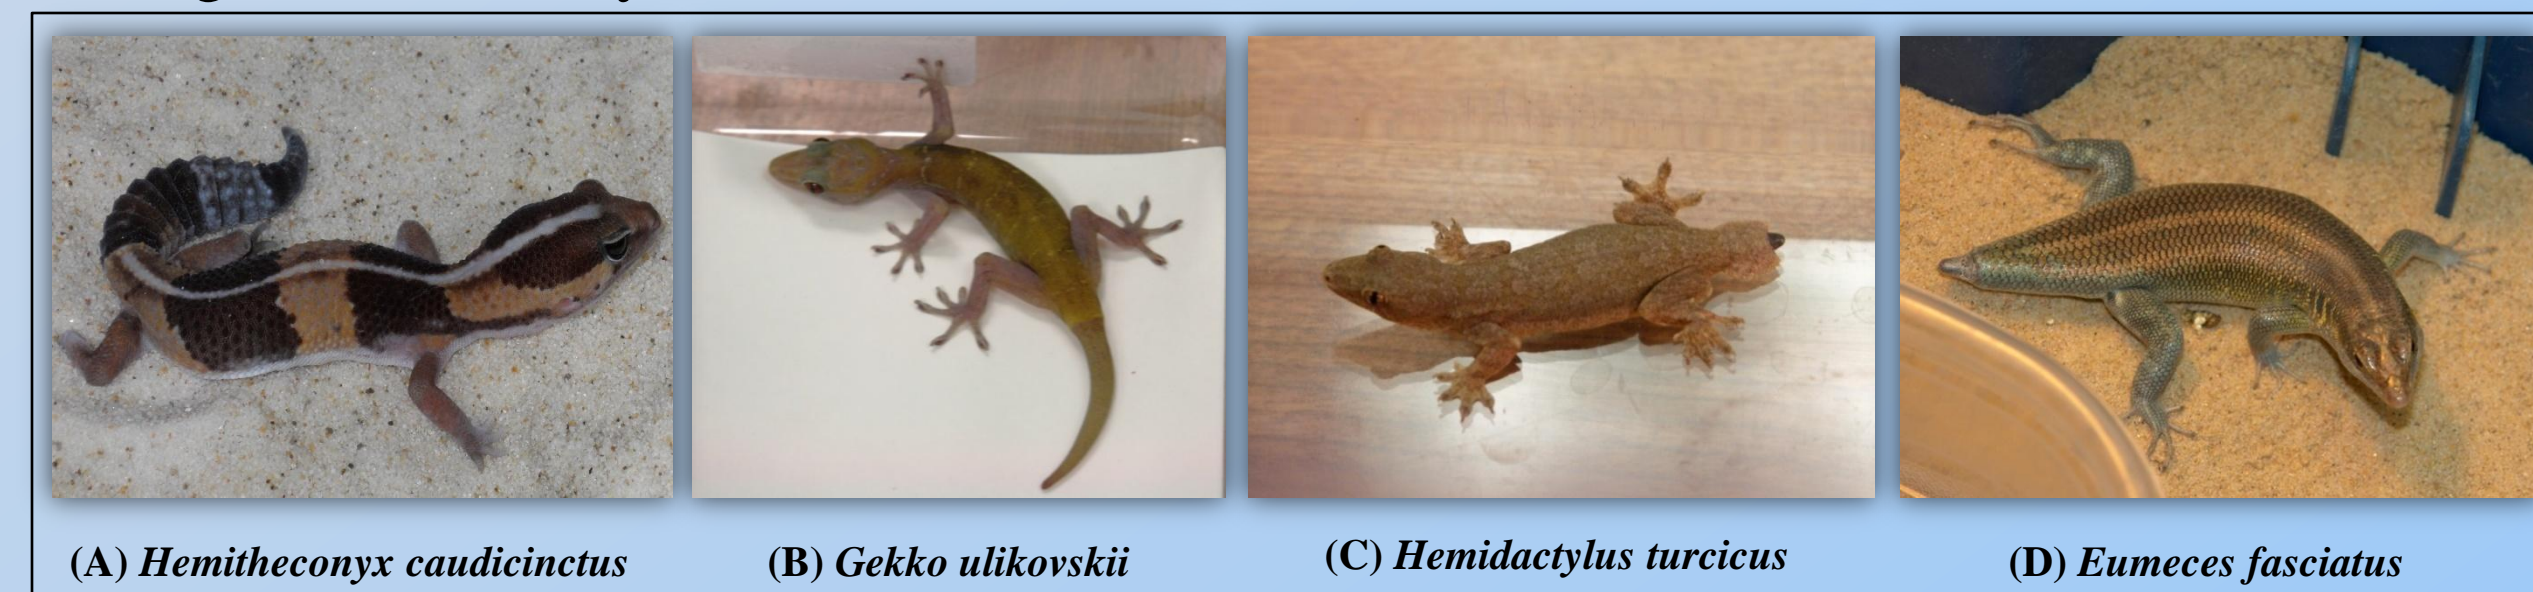 (A) Hemitheconyx caudicinctus
(B) Gekko ulikovskii
(C) Hemidactylus turcicus
(D) Eumeces fasciatus